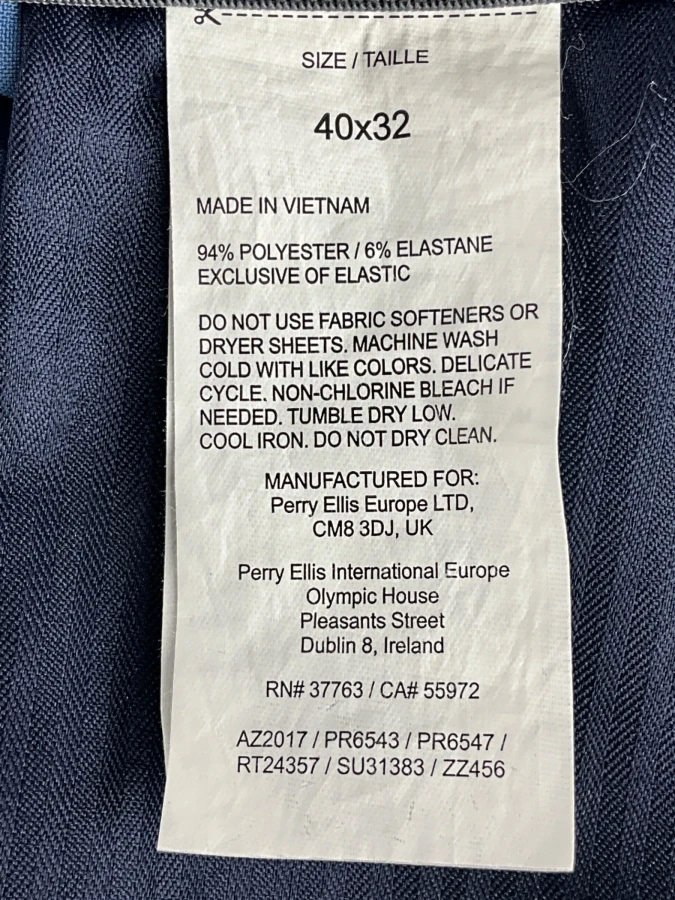 SIZE / TAILLE
40x32
MADE IN VIETNAM
94% POLYESTER / 6% ELASTANE
EXCLUSIVE OF ELASTIC
DO NOT USE FABRIC SOFTENERS OR
DRYER SHEETS. MACHINE WASH
COLD WITH LIKE COLORS. DELICATE
CYCLE. NON-CHLORINE BLEACH IF
NEEDED. TUMBLE DRY LOW.
COOL IRON. DO NOT DRY CLEAN.
MANUFACTURED FOR:
Perry Ellis Europe LTD,
CM8 3DJ, UK
Perry Ellis International Europe
Olympic House
Pleasants Street
Dublin 8, Ireland
RN# 37763 / CA# 55972
AZ2017 / PR6543 / PR6547 /
RT24357 / SU31383 / ZZ456